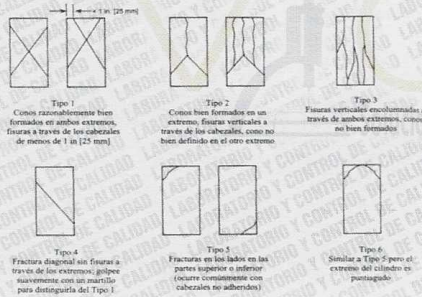 1 in. [25 mm]
Tipo 1
Conos razonablemente bien
formados en ambos extremos,
fisuras a través de los cabezales
de menos de 1 in [25 mm]
Tipo 2
Conos bien formados en un
extremo, fisuras verticales a
través de los cabezales, cono no
bien definido en el otro extremo
Tipo 3
Fisuras verticales encolumnadas a
través de ambos extremos, conos
no bien formados
Tipo 4
Fractura diagonal sin fisuras a
través de los extremos; golpee
suavemente con un martillo
para distinguirla del Tipo 1
Tipo 5
Fracturas en los lados en las
partes superior o inferior
(ocurre comúnmente con
cabezales no adheridos)
Tipo 6
Similar a Tipo 5 pero el
extremo del cilindro es
puntiagudo